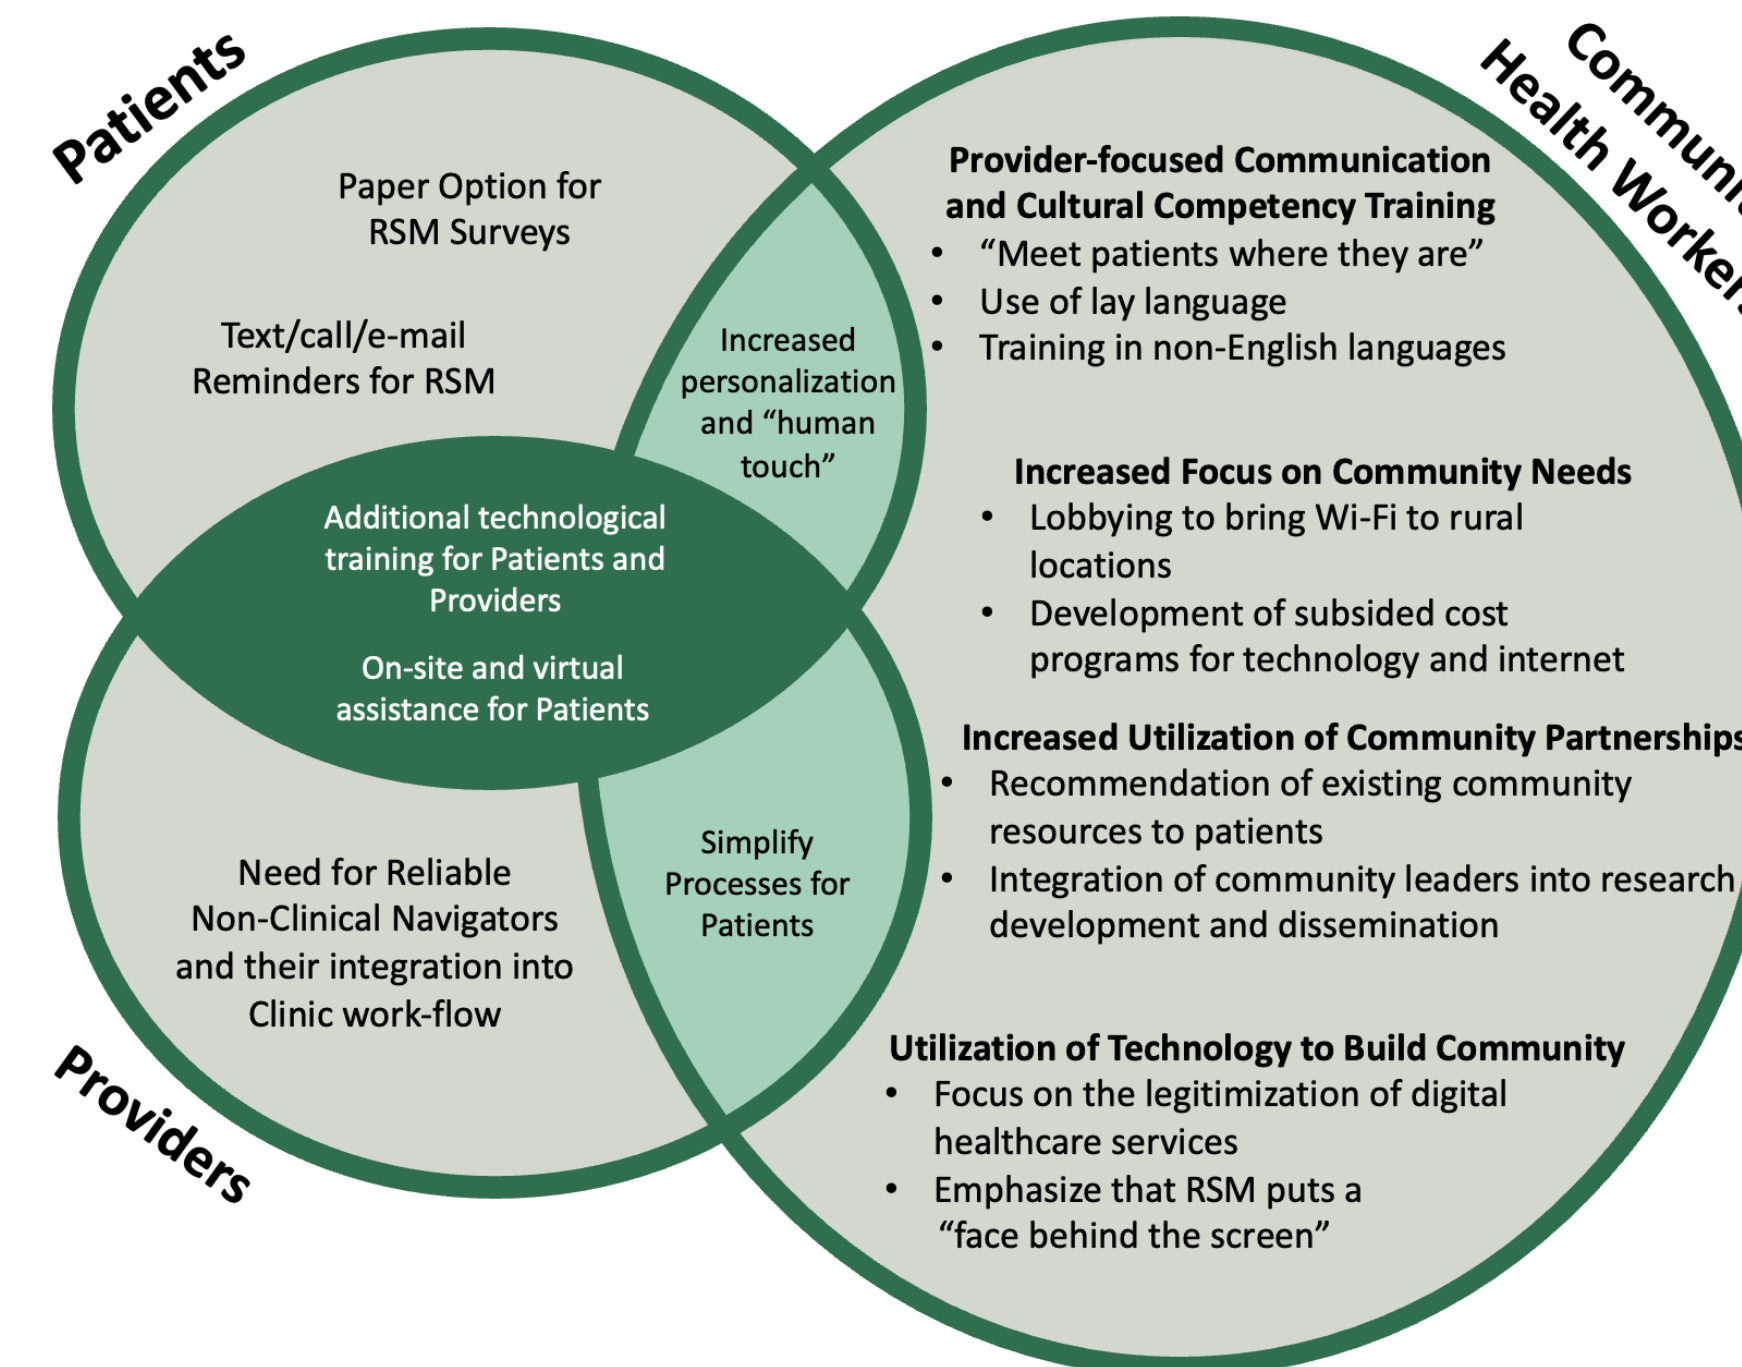 Patients
Paper Option for
RSM Surveys
Text/call/e-mail
Reminders for RSM
Increased
personalization
and “human
touch”
Additional technological
training for Patients and
Providers
On-site and virtual
assistance for Patients
Providers
Need for Reliable
Non-Clinical Navigators
and their integration into
Clinic work-flow
Simplify
Processes for
Patients
Health
Provider-focused Communication
and Cultural Competency Training
• “Meet patients where they are”
• Use of lay language
• Training in non-English languages
Increased Focus on Community Needs
• Lobbying to bring Wi-Fi to rural
locations
• Development of subsided cost
programs for technology and internet
Increased Utilization of Community Partnerships
• Recommendation of existing community
resources to patients
• Integration of community leaders into research
development and dissemination
Utilization of Technology to Build Community
• Focus on the legitimization of digital
healthcare services
• Emphasize that RSM puts a
“face behind the screen”